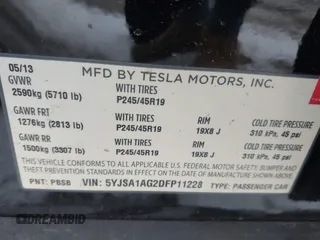 05/13 MFD BY TESLA MOTORS, INC.
GVWR
2590kg (5710 lb) WITH TIRES
P245/45R19
GAWR FRT WITH TIRES RIM COLD TIRE PRESSURE
1276kg (2813 lb) P245/45R19 19X8 J 310 kPa, 45 psi
GAWR RR WITH TIRES RIM COLD TIRE PRESSURE
1500kg (3307 lb) P245/45R19 19X8 J 310 kPa, 45 psi
THIS VEHICLE CONFORMS TO ALL APPLICABLE U.S. FEDERAL MOTOR VEHICLE SAFETY, BUMPER
AND THEFT PREVENTION STANDARDS IN EFFECT ON THE DATE OF MANUFACTURE SHOWN ABOVE.
PNT: PBSB VIN: 5YJSA1AG2DFP11228 TYPE: PASSENGER CAR